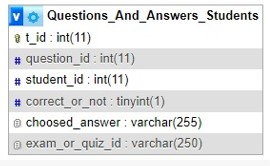 v Questions_And_Answers_Students
t_id : int(11)
# question_id : int(11)
# student_id : int(11)
# correct_or_not : tinyint(1)
choosed_answer : varchar(255)
exam_or_quiz_id : varchar(250)